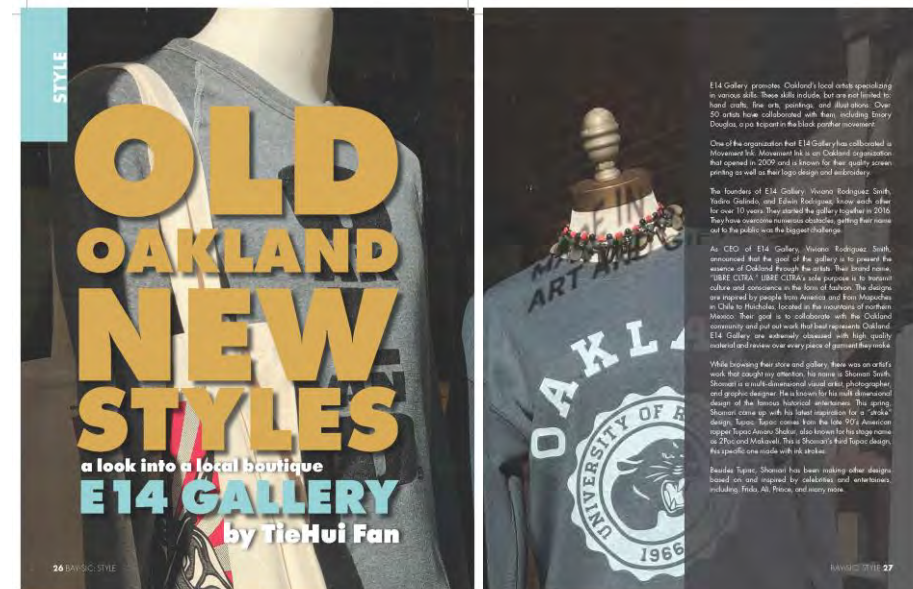 STYLE
OLD
OAKLAND
NEW
STYLES
a look into a local boutique
E14 GALLERY
by TieHui Fan
26 BAYSIC: STYLE
MADE IN
ART AND
OAKLA
UNIVERSITY OF R
1966
E14 Gallery promotes Oakland's local artists specializing
in various skills. These skills include, but are not limited to:
hand crafts, fine arts, paintings, and illustrations. Over
50 artists have collaborated with them, including Emory
Douglas, a participant in the black panther movement.
One of the organization that E14 Gallery has collborated is
Movement Ink. Movement Ink is an Oakland organization
that opened in 2009 and is known for their quality screen
printing as well as their logo design and embroidery.
The founders of E14 Gallery: Viviana Rodriguez Smith,
Yadira Galindo, and Edwin Rodriguez, know each other
for over 10 years. They started the gallery together in 2016.
They have overcome numerous obstacles, getting their name
out to the public was the biggest challenge.
As CEO of E14 Gallery, Viviana Rodriguez Smith,
announced that the goal of the gallery is to present the
essence of Oakland through the artists. Their brand name,
"LIBRE CLTRA." LIBRE CLTRA's sole purpose is to transmit
culture and conscience in the form of fashion. The designs
are inspired by people from America and from Mapuches
in Chile to Huicholes, located in the mountains of northern
Mexico. Their goal is to collaborate with the Oakland
community and put out work that best represents Oakland.
E14 Gallery are extremely obsessed with high quality
material and review over every piece of garment they make.
While browsing their store and gallery, there was an artist's
work that caught my attention, his name is Shomari Smith.
Shomari is a multi-dimensional visual artist, photographer,
and graphic designer. He is known for his multi dimensional
design of the famous historical entertainers. This spring,
Shomari came up with his latest inspiration for a "stroke"
design, Tupac. Tupac comes from the late 90's American
rapper Tupac Amaru Shakur, also known for his stage name
as 2Pac and Makaveli. This is Shomari's third Tupac design,
this specific one made with ink strokes.
Besides Tupac, Shomari has been making other designs
based on and inspired by celebrities and entertainers,
including, Frida, Ali, Prince, and many more.
BAYSIC: STYLE 27